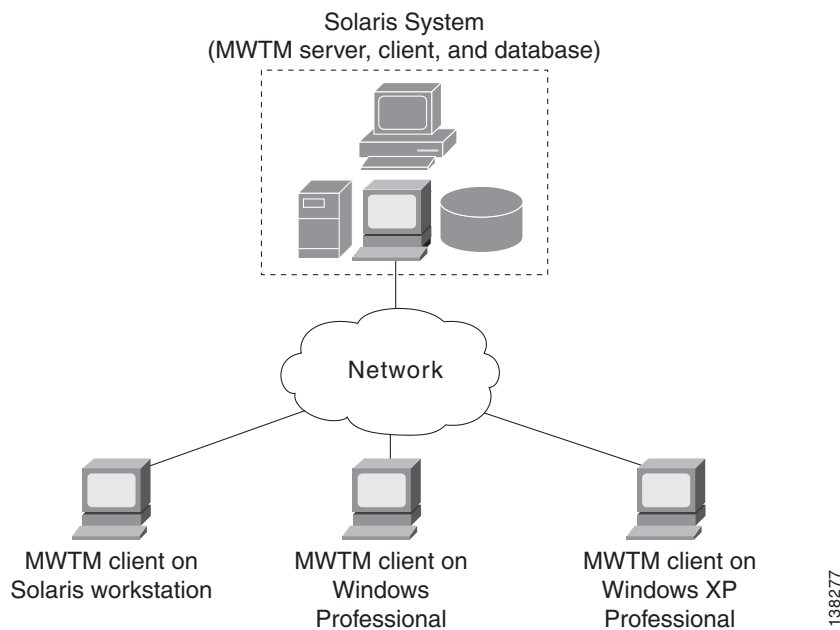 Solaris System
(MWTM server, client, and database)
Network
MWTM client on
Solaris workstation
MWTM client on
Windows
Professional
MWTM client on
Windows XP
Professional
138277